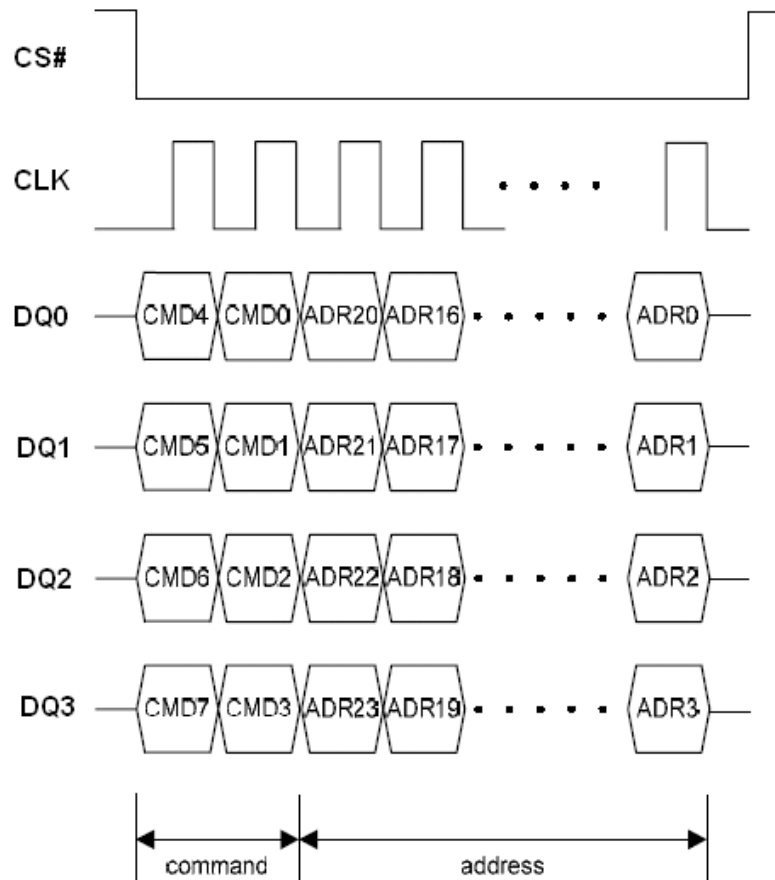 CS#
CLK
DQ0 CMD4 CMD0 ADR20 ADR16 ADR0
DQ1 CMD5 CMD1 ADR21 ADR17 ADR1
DQ2 CMD6 CMD2 ADR22 ADR18 ADR2
DQ3 CMD7 CMD3 ADR23 ADR19 ADR3
command address